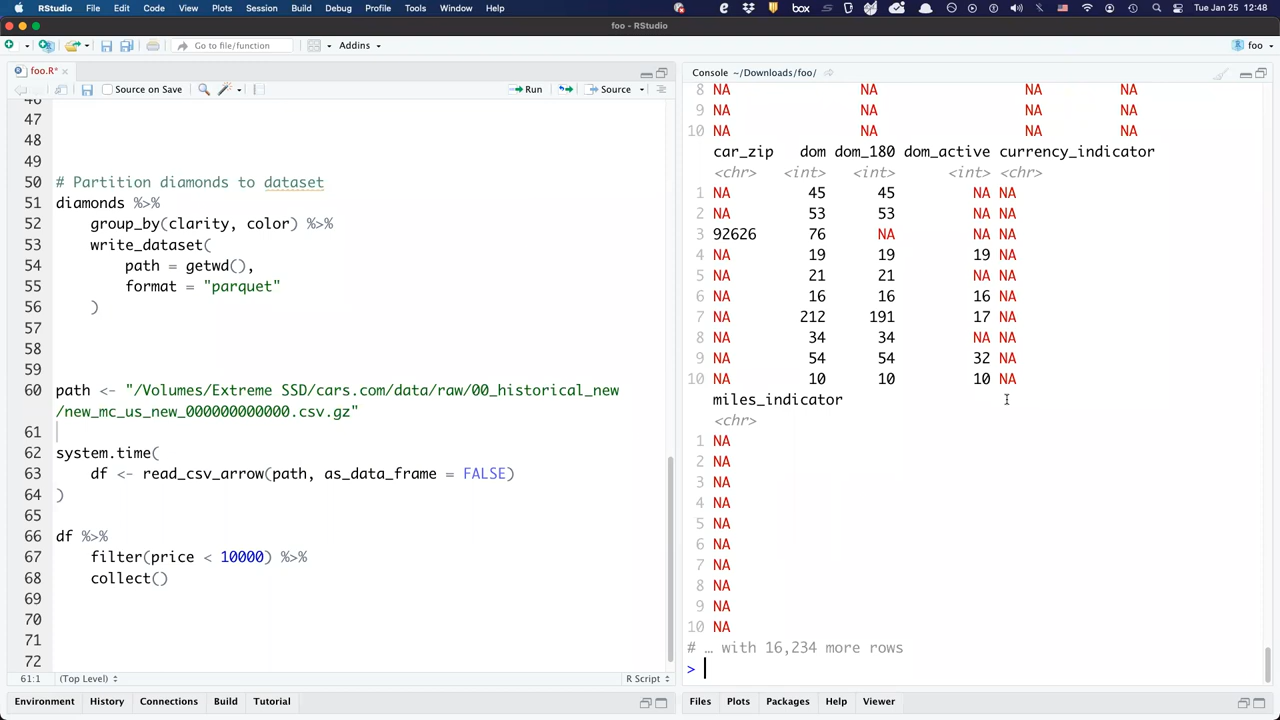 File Edit Code View Plots Session Build Debug Profile Tools Window Help box Tue Jan 25 12:48
foo - RStudio
Go to file/function Addins foo
foo.R*
Source on Save Run Source
46
47
48
49
50 # Partition diamonds to dataset
51 diamonds %>%
52 group_by(clarity, color) %>%
53 write_dataset(
54 path = getwd(),
55 format = "parquet"
56 )
57
58
59
60 path <- "/Volumes/Extreme SSD/cars.com/data/raw/00_historical_new
/new_mc_us_new_000000000000.csv.gz"
61
62 system.time(
63 df <- read_csv_arrow(path, as_data_frame = FALSE)
64 )
65
66 df %>%
67 filter(price < 10000) %>%
68 collect()
69
70
71
72
61:1 (Top Level) R Script
Environment History Connections Build Tutorial
Console ~/Downloads/foo/
8 NA NA NA NA
9 NA NA NA NA
10 NA NA NA NA
car_zip dom dom_180 dom_active currency_indicator
<chr> <int> <int> <int> <chr>
1 NA 45 45 NA NA
2 NA 53 53 NA NA
3 92626 76 NA NA NA
4 NA 19 19 19 NA
5 NA 21 21 NA NA
6 NA 16 16 16 NA
7 NA 212 191 17 NA
8 NA 34 34 NA NA
9 NA 54 54 32 NA
10 NA 10 10 10 NA
miles_indicator
<chr>
1 NA
2 NA
3 NA
4 NA
5 NA
6 NA
7 NA
8 NA
9 NA
10 NA
# … with 16,234 more rows
>
Files Plots Packages Help Viewer